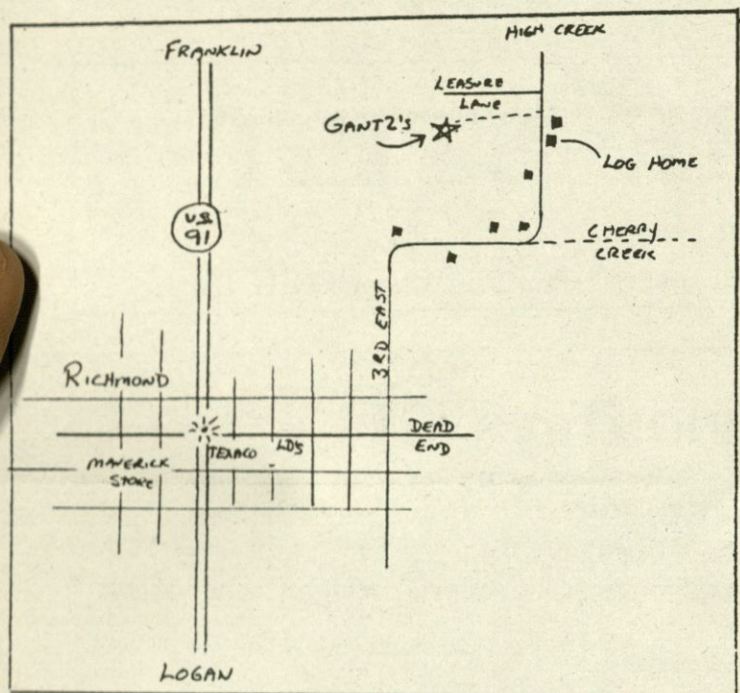 FRANKLIN
HIGH CREEK
LEASURE
LANE
GANTZ'S
LOG HOME
US
91
CHERRY
CREEK
3RD EAST
RICHMOND
DEAD
END
TEXACO
LD'S
MAVERICK
STORE
LOGAN